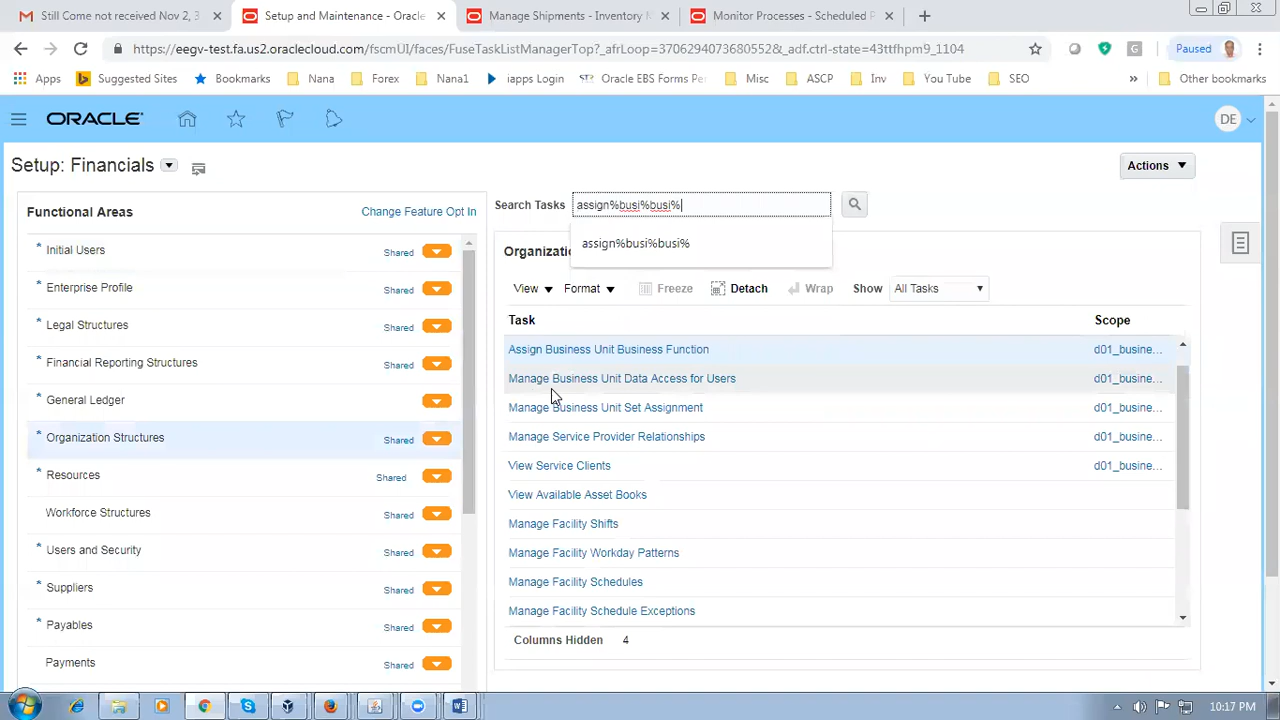 Still Come not received Nov 2, 3
Setup and Maintenance - Oracle
Manage Shipments - Inventory M
Monitor Processes - Scheduled P
https://eegv-test.fa.us2.oraclecloud.com/fscmUI/faces/FuseTaskListManagerTop?_afrLoop=37062940736805528&_adf.ctrl-state=43ttfhpm9_1104
Paused
Apps
Suggested Sites
Bookmarks
Nana
Forex
Nana1
iapps Login
Oracle EBS Forms Pe
Misc
ASCP
Inv
You Tube
SEO
Other bookmarks
ORACLE
DE
Setup: Financials
Actions
Functional Areas
Change Feature Opt In
* Initial Users Shared
* Enterprise Profile Shared
* Legal Structures Shared
* Financial Reporting Structures Shared
* General Ledger
* Organization Structures Shared
* Resources Shared
Workforce Structures Shared
* Users and Security Shared
* Suppliers Shared
* Payables Shared
Payments Shared
Search Tasks assign%busi%busi%
assign%busi%busi%
Organizatio
View
Format
Freeze
Detach
Wrap
Show
All Tasks
Task Scope
Assign Business Unit Business Function d01_busine...
Manage Business Unit Data Access for Users d01_busine...
Manage Business Unit Set Assignment d01_busine...
Manage Service Provider Relationships d01_busine...
View Service Clients d01_busine...
View Available Asset Books
Manage Facility Shifts
Manage Facility Workday Patterns
Manage Facility Schedules
Manage Facility Schedule Exceptions
Columns Hidden 4
10:17 PM